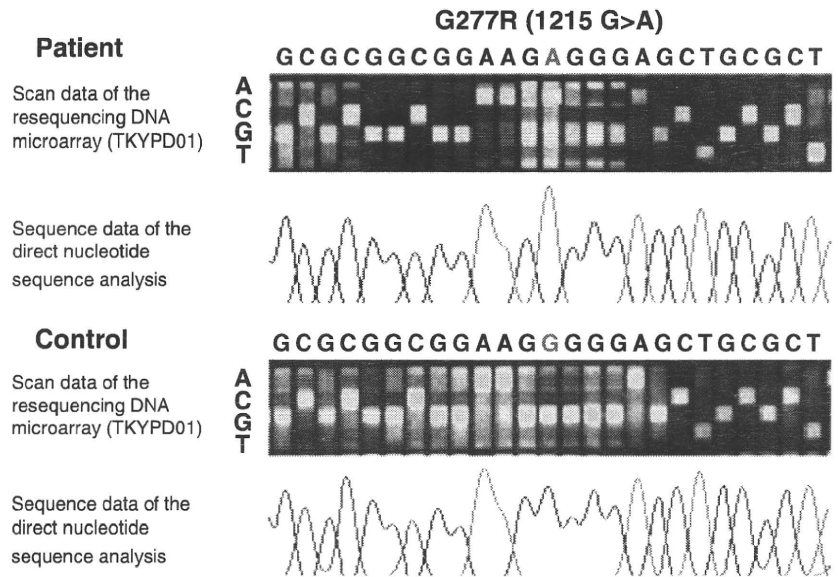 G277R (1215 G>A)
Patient
GCGCGGCGGAAGAGGGAGCTGCGCT
Scan data of the
resequencing DNA
microarray (TKYPD01)
A
C
G
T
Sequence data of the
direct nucleotide
sequence analysis
Control
GCGCGGCGGAAGGGGGAGCTGCGCT
Scan data of the
resequencing DNA
microarray (TKYPD01)
A
C
G
T
Sequence data of the
direct nucleotide
sequence analysis